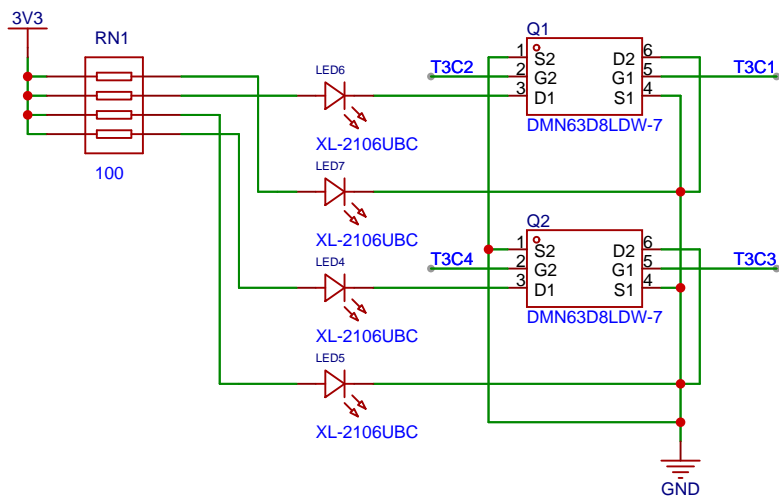 3V3
RN1
100
LED6
XL-2106UBC
LED7
XL-2106UBC
LED4
XL-2106UBC
LED5
XL-2106UBC
Q1
1 S2 D2 6
T3C2 2 G2 G1 5 T3C1
3 D1 S1 4
DMN63D8LDW-7
Q2
1 S2 D2 6
T3C4 2 G2 G1 5 T3C3
3 D1 S1 4
DMN63D8LDW-7
GND